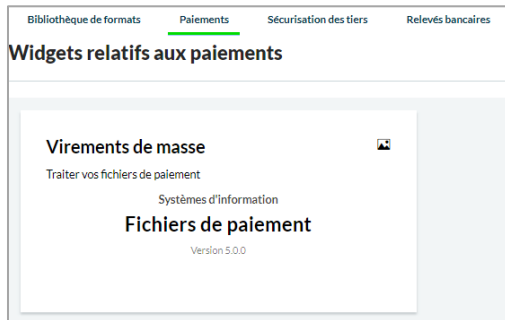 Bibliothèque de formats Paiements Sécurisation des tiers Relevés bancaires
Widgets relatifs aux paiements
Virements de masse
Traiter vos fichiers de paiement
Systèmes d'information
Fichiers de paiement
Version 5.0.0